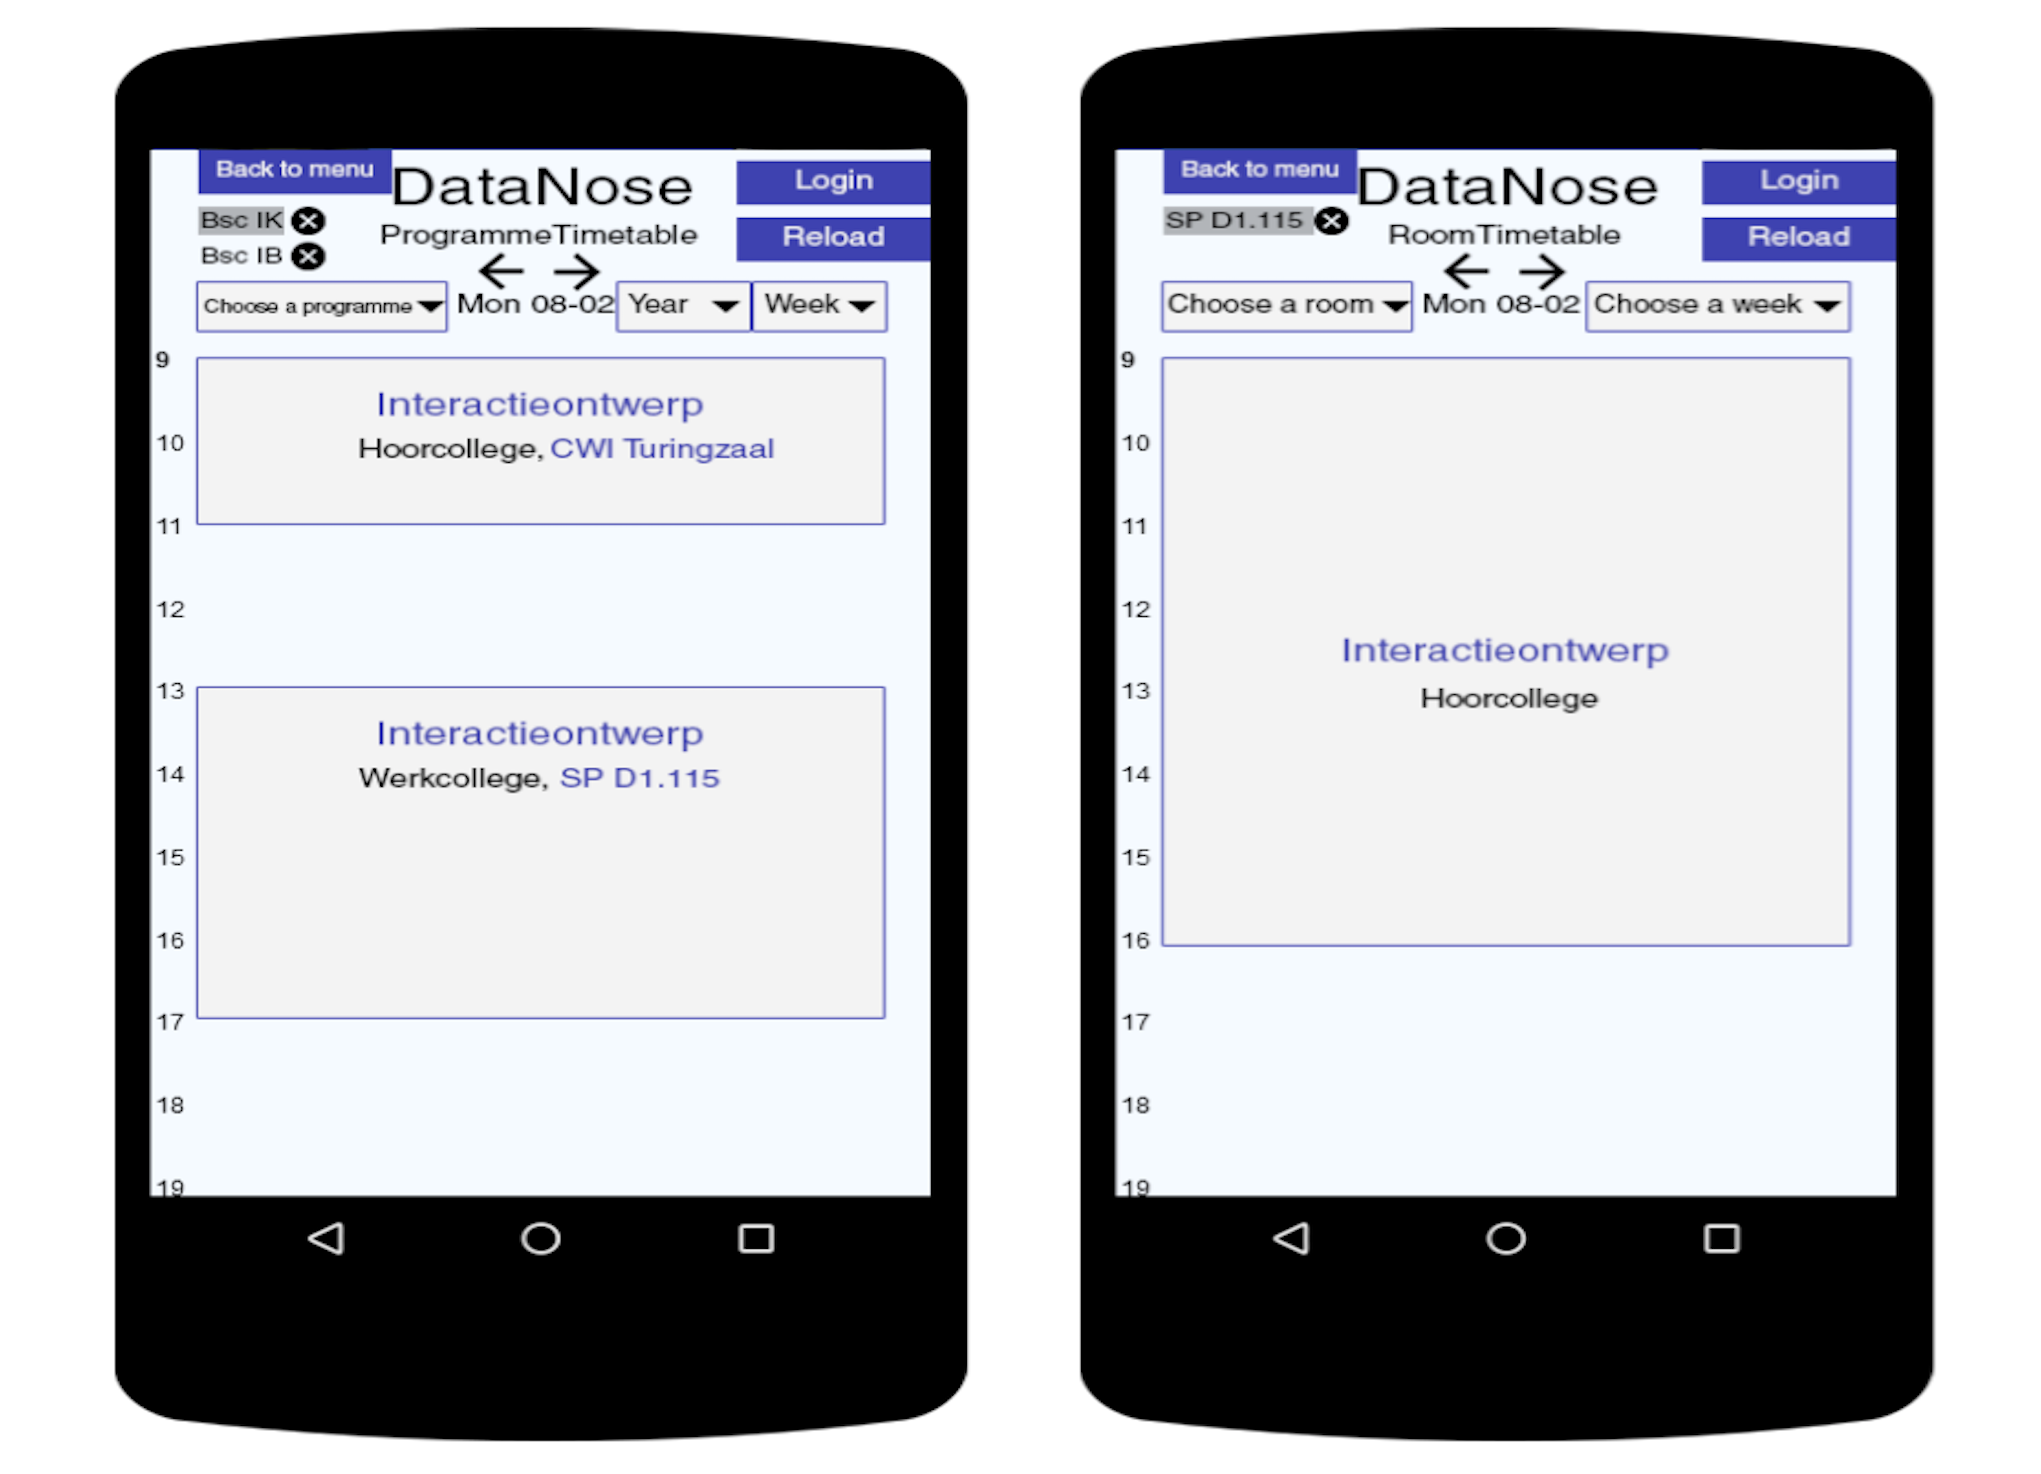 Back to menu
DataNose
Login
Bsc IK
ProgrammeTimetable
Reload
Bsc IB
Choose a programme
Mon 08-02
Year
Week
9
Interactieontwerp
10
Hoorcollege, CWI Turingzaal
11
12
13
Interactieontwerp
14
Werkcollege, SP D1.115
15
16
17
18
19
Back to menu
DataNose
Login
SP D1.115
RoomTimetable
Reload
Choose a room
Mon 08-02
Choose a week
9
10
11
12
Interactieontwerp
13
Hoorcollege
14
15
16
17
18
19